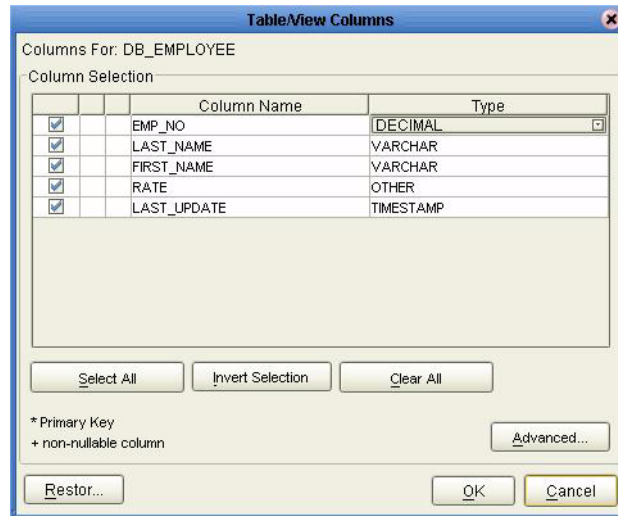 Table/View Columns
Columns For: DB_EMPLOYEE
Column Selection
Column Name Type
EMP_NO DECIMAL
LAST_NAME VARCHAR
FIRST_NAME VARCHAR
RATE OTHER
LAST_UPDATE TIMESTAMP
Select All Invert Selection Clear All
* Primary Key
+ non-nullable column
Advanced...
Restor... OK Cancel